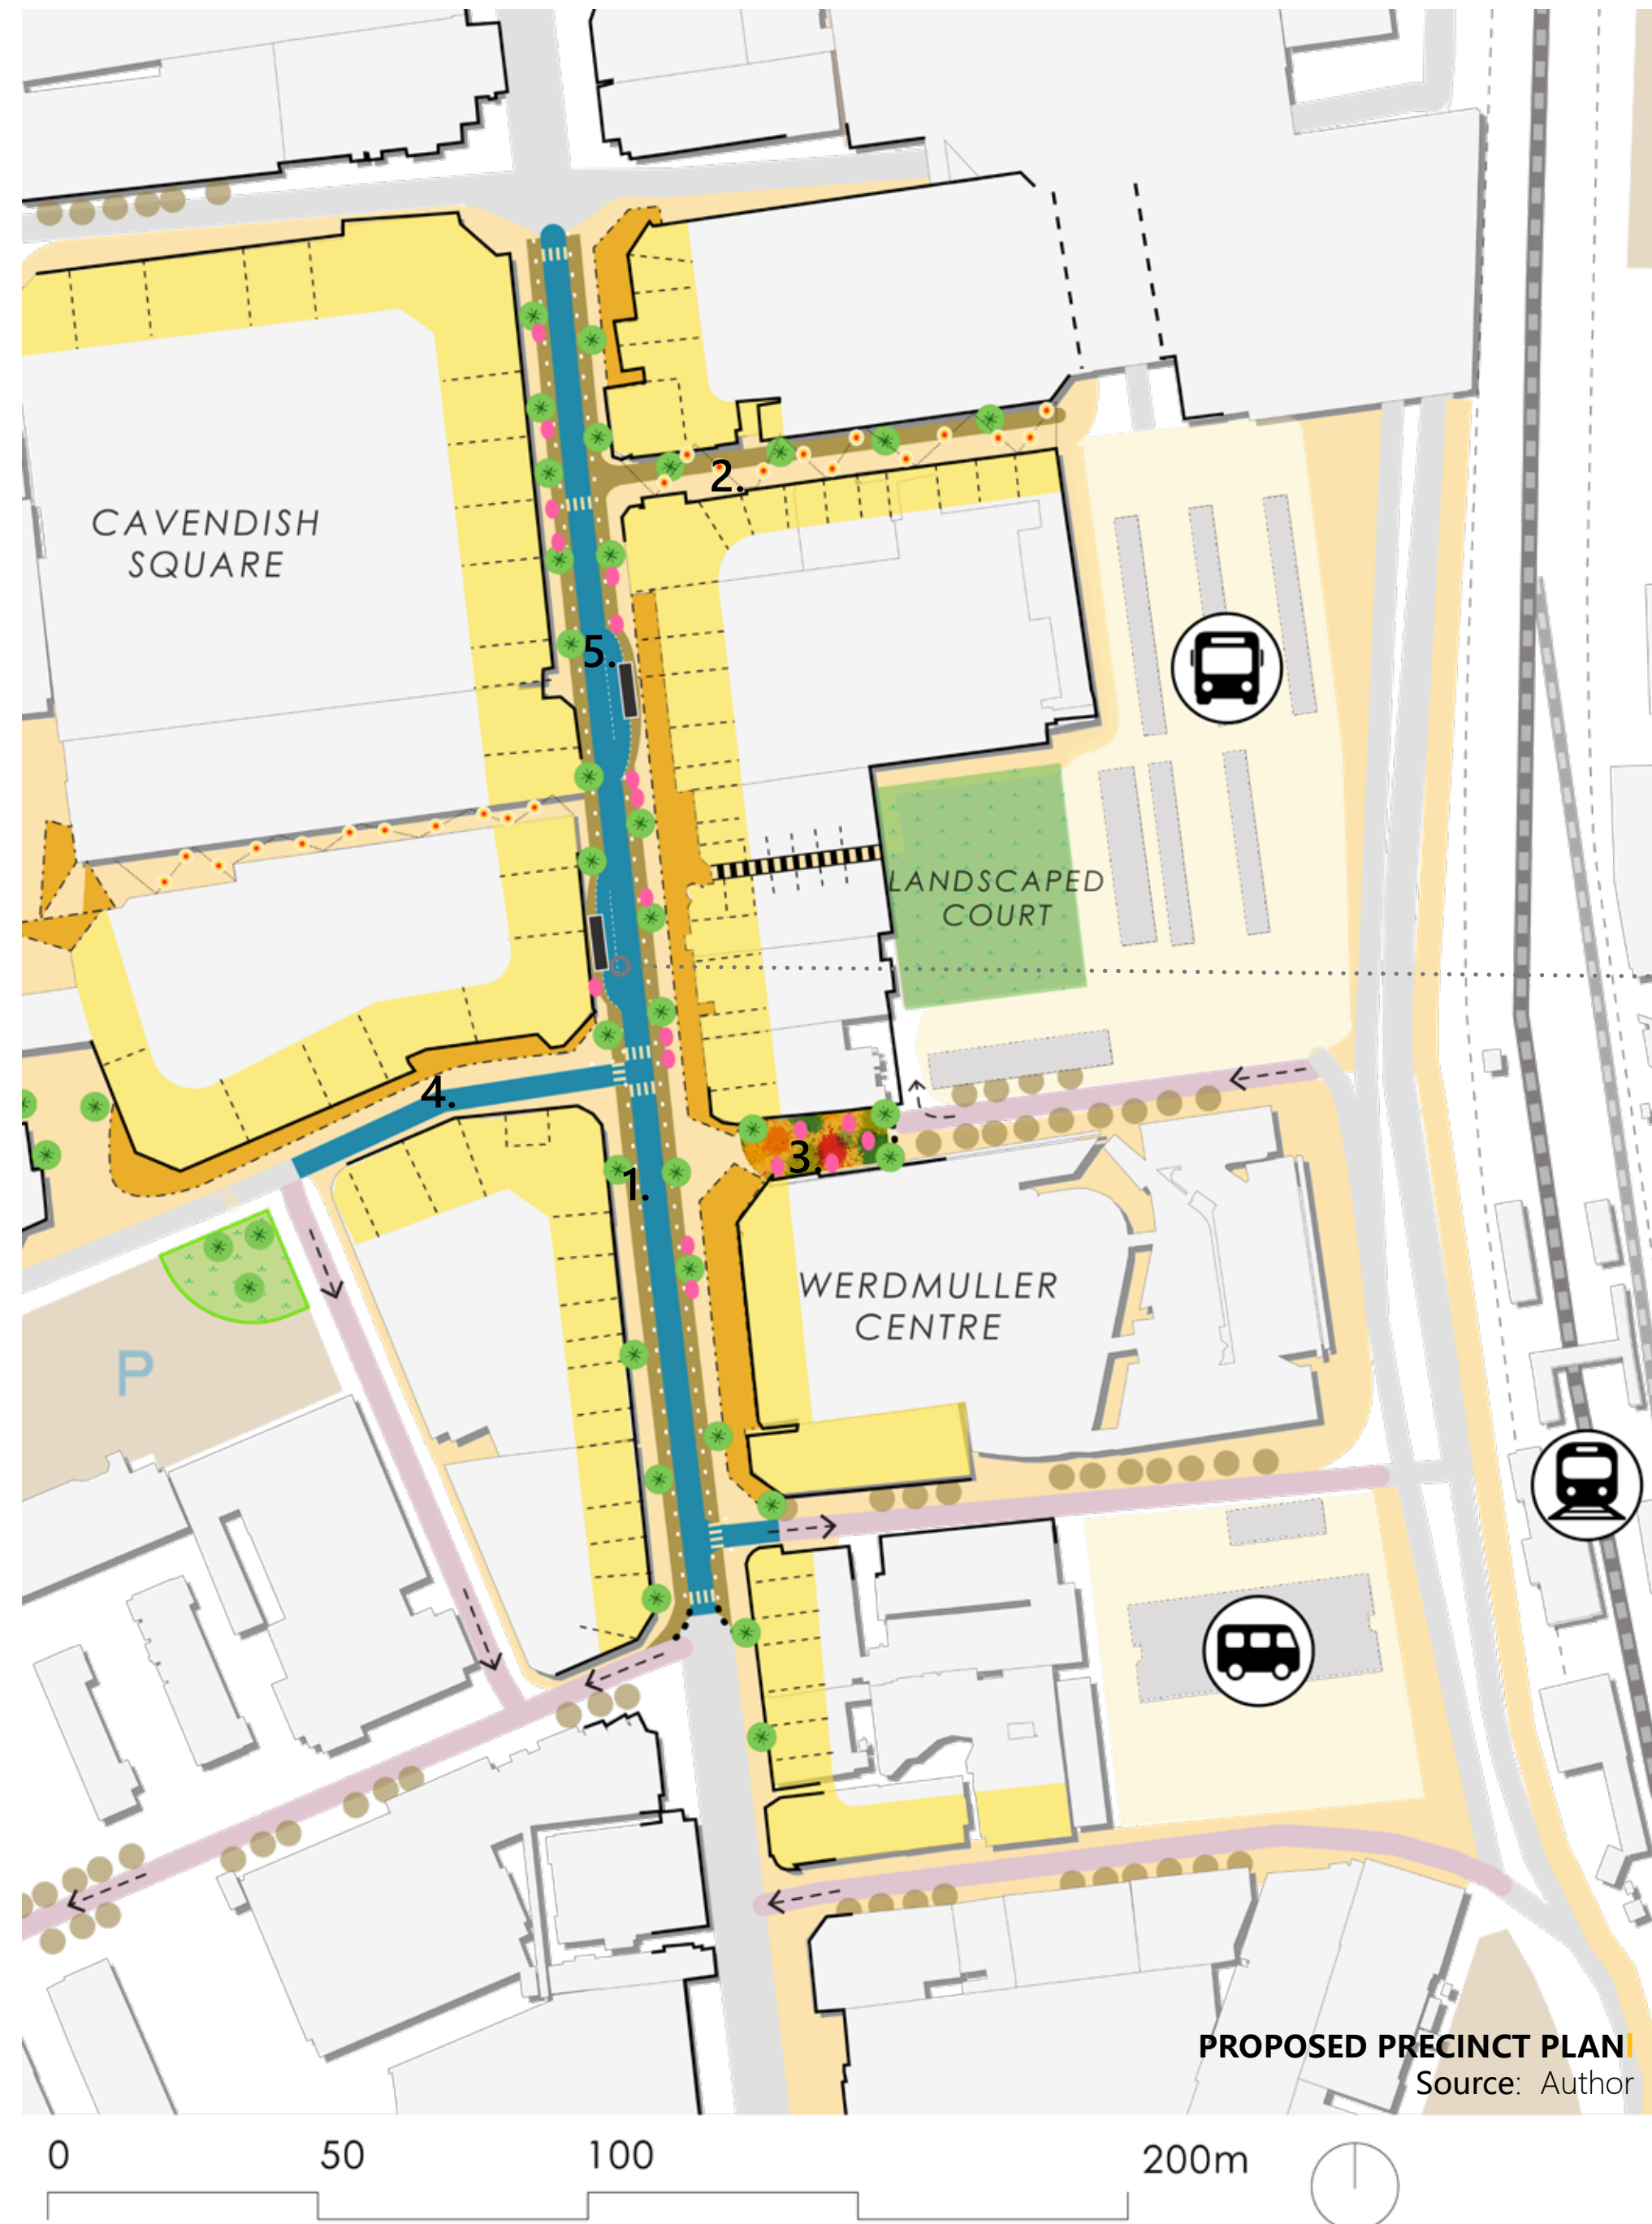 CAVENDISH
SQUARE
2.
5.
LANDSCAPED
COURT
4.
3.
1.
WERDMULLER
CENTRE
P
PROPOSED PRECINCT PLAN
Source: Author
0 50 100 200m